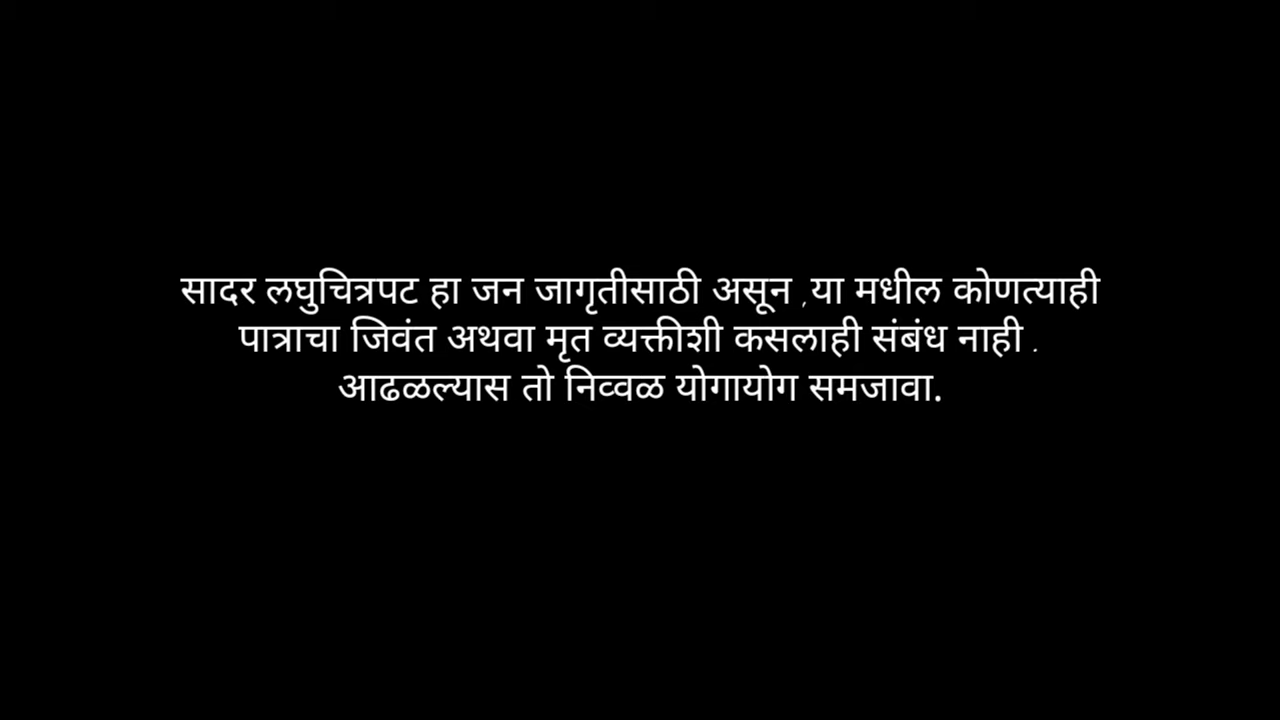 सादर लघुचित्रपट हा जन जागृतीसाठी असून ,या मधील कोणत्याही
पात्राचा जिवंत अथवा मृत व्यक्तीशी कसलाही संबंध नाही .
आढळल्यास तो निव्वळ योगायोग समजावा.